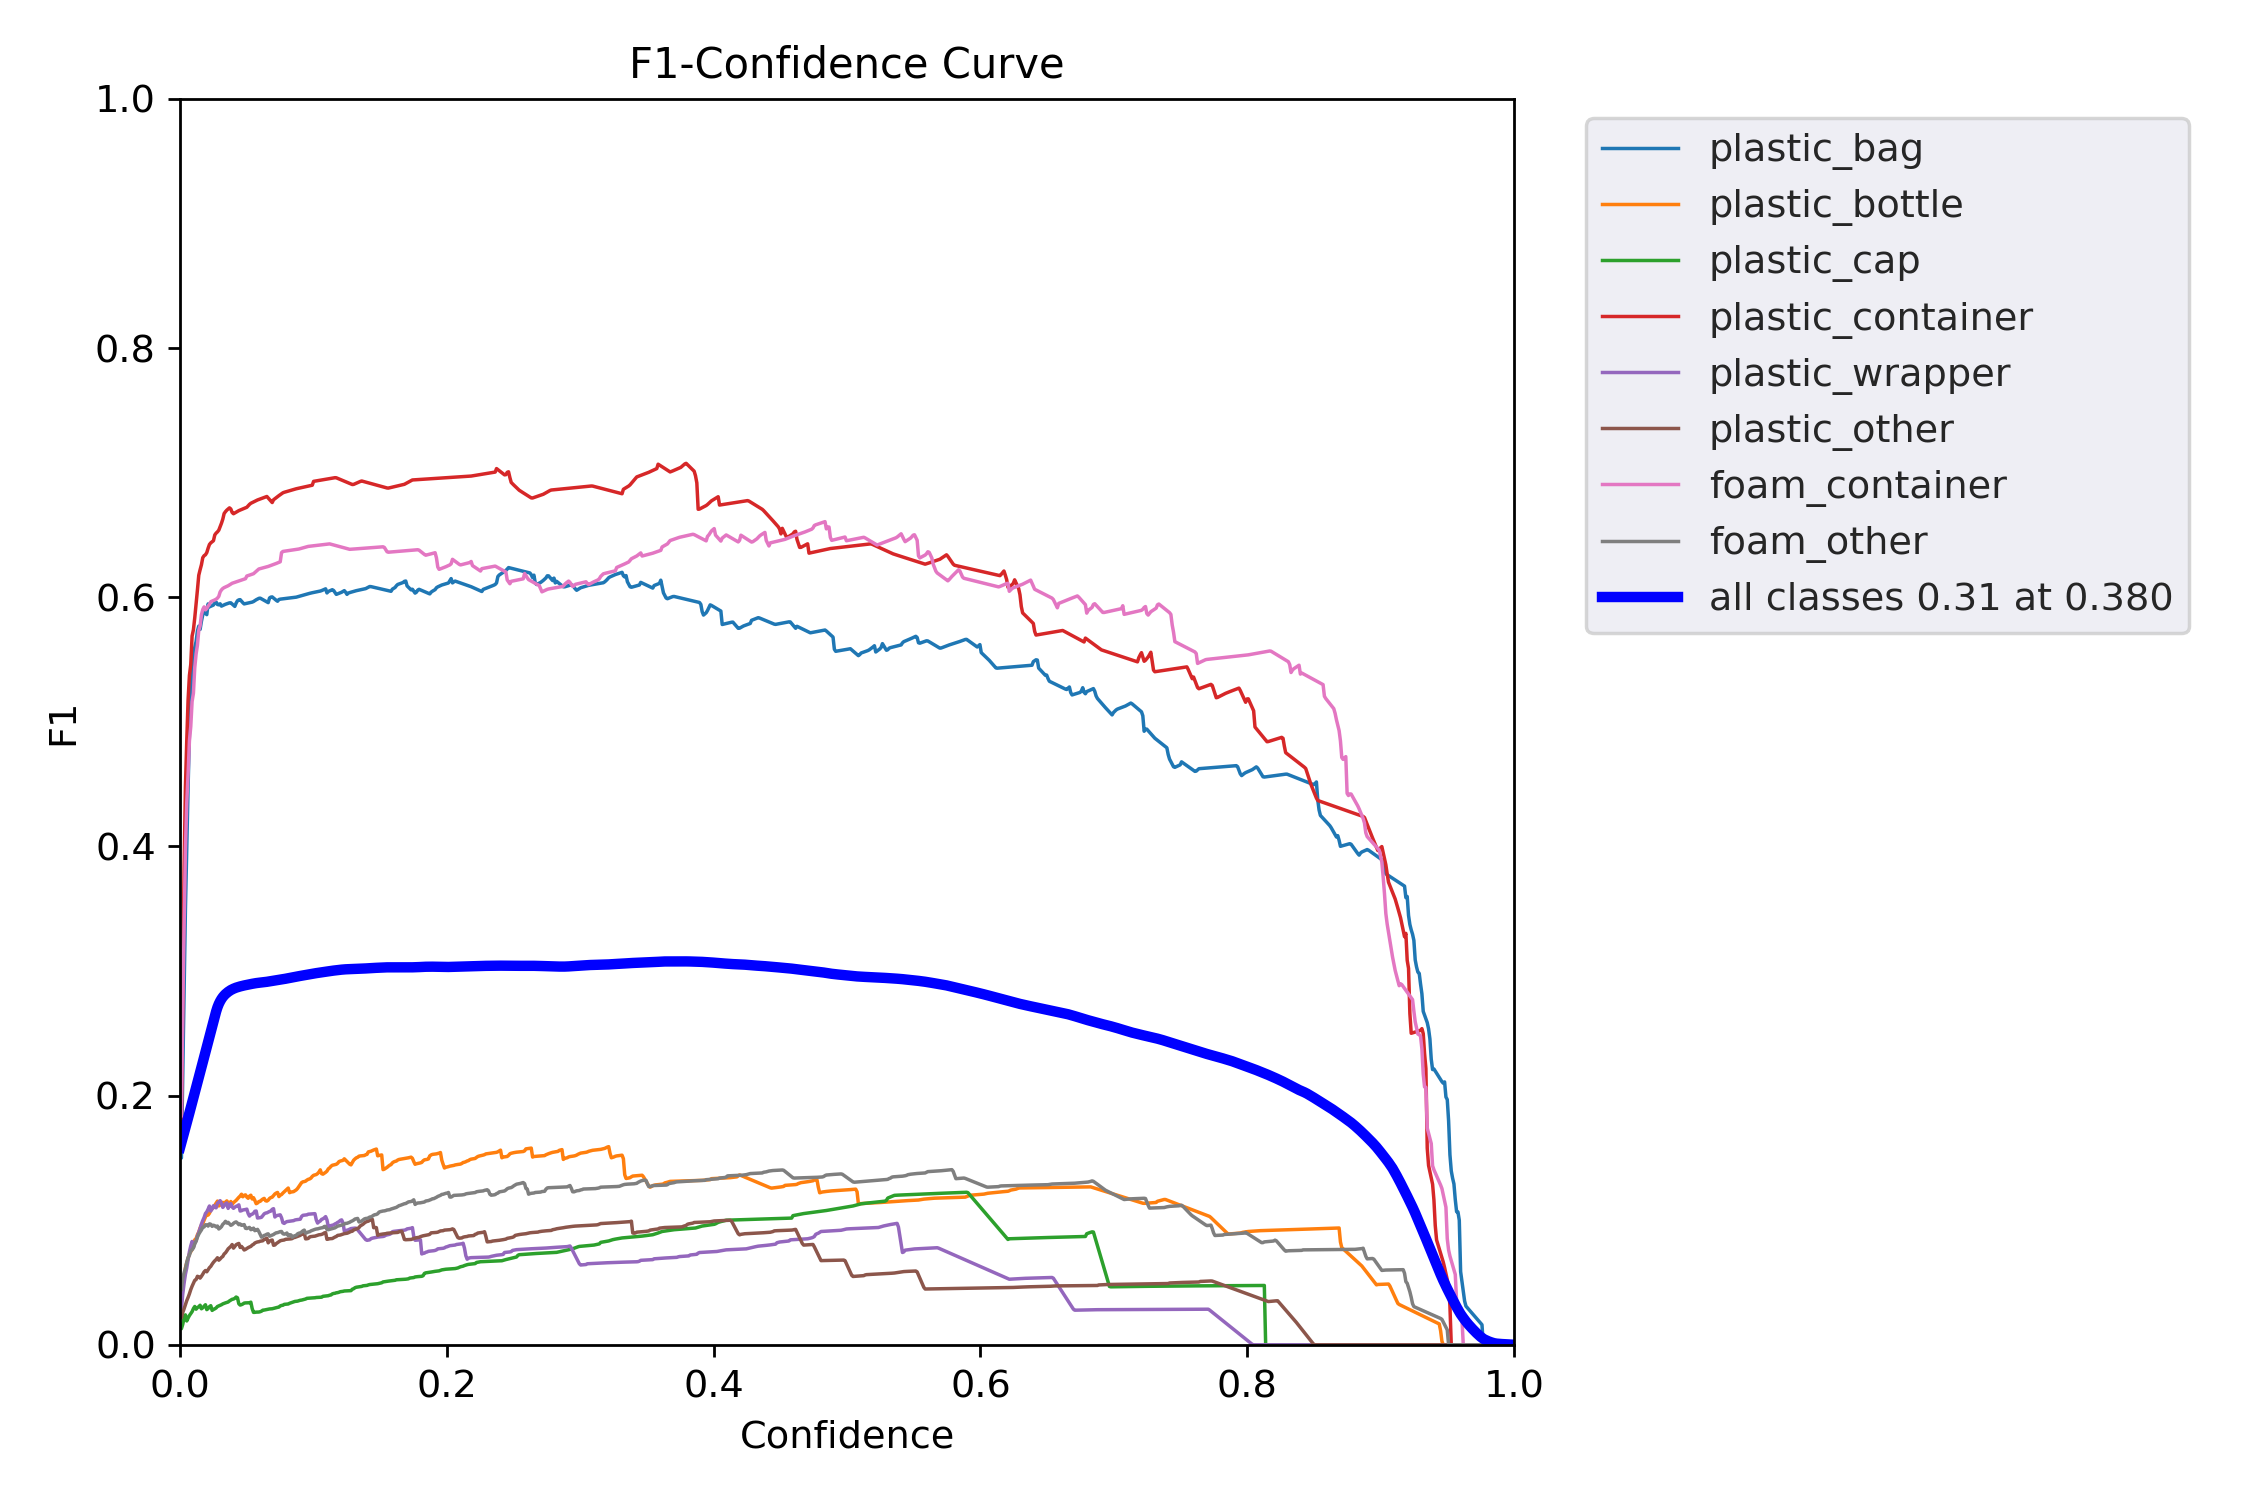 F1-Confidence Curve
1.0
0.8
0.6
0.4
0.2
0.0
F1
0.0 0.2 0.4 0.6 0.8 1.0
Confidence
plastic_bag
plastic_bottle
plastic_cap
plastic_container
plastic_wrapper
plastic_other
foam_container
foam_other
all classes 0.31 at 0.380